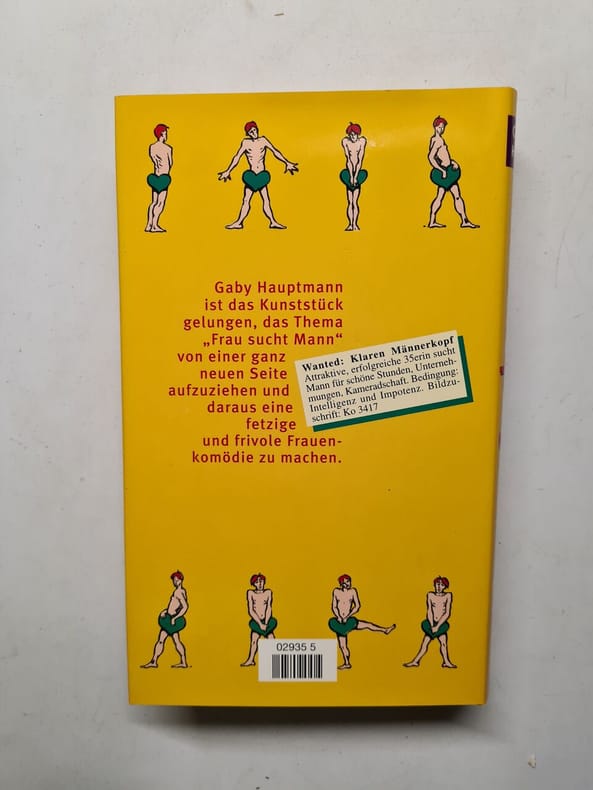 Gaby Hauptmann
ist das Kunststück
gelungen, das Thema
„Frau sucht Mann“
von einer ganz
neuen Seite
aufzuziehen und
daraus eine
fetzige
und frivole Frauen-
komödie zu machen.
Wanted: Klaren Männerkopf
Attraktive, erfolgreiche 35erin sucht
Mann für schöne Stunden, Unterneh-
mungen, Kameradschaft. Bedingung:
Intelligenz und Impotenz. Bildzu-
schrift: Ko 3417
02935 5